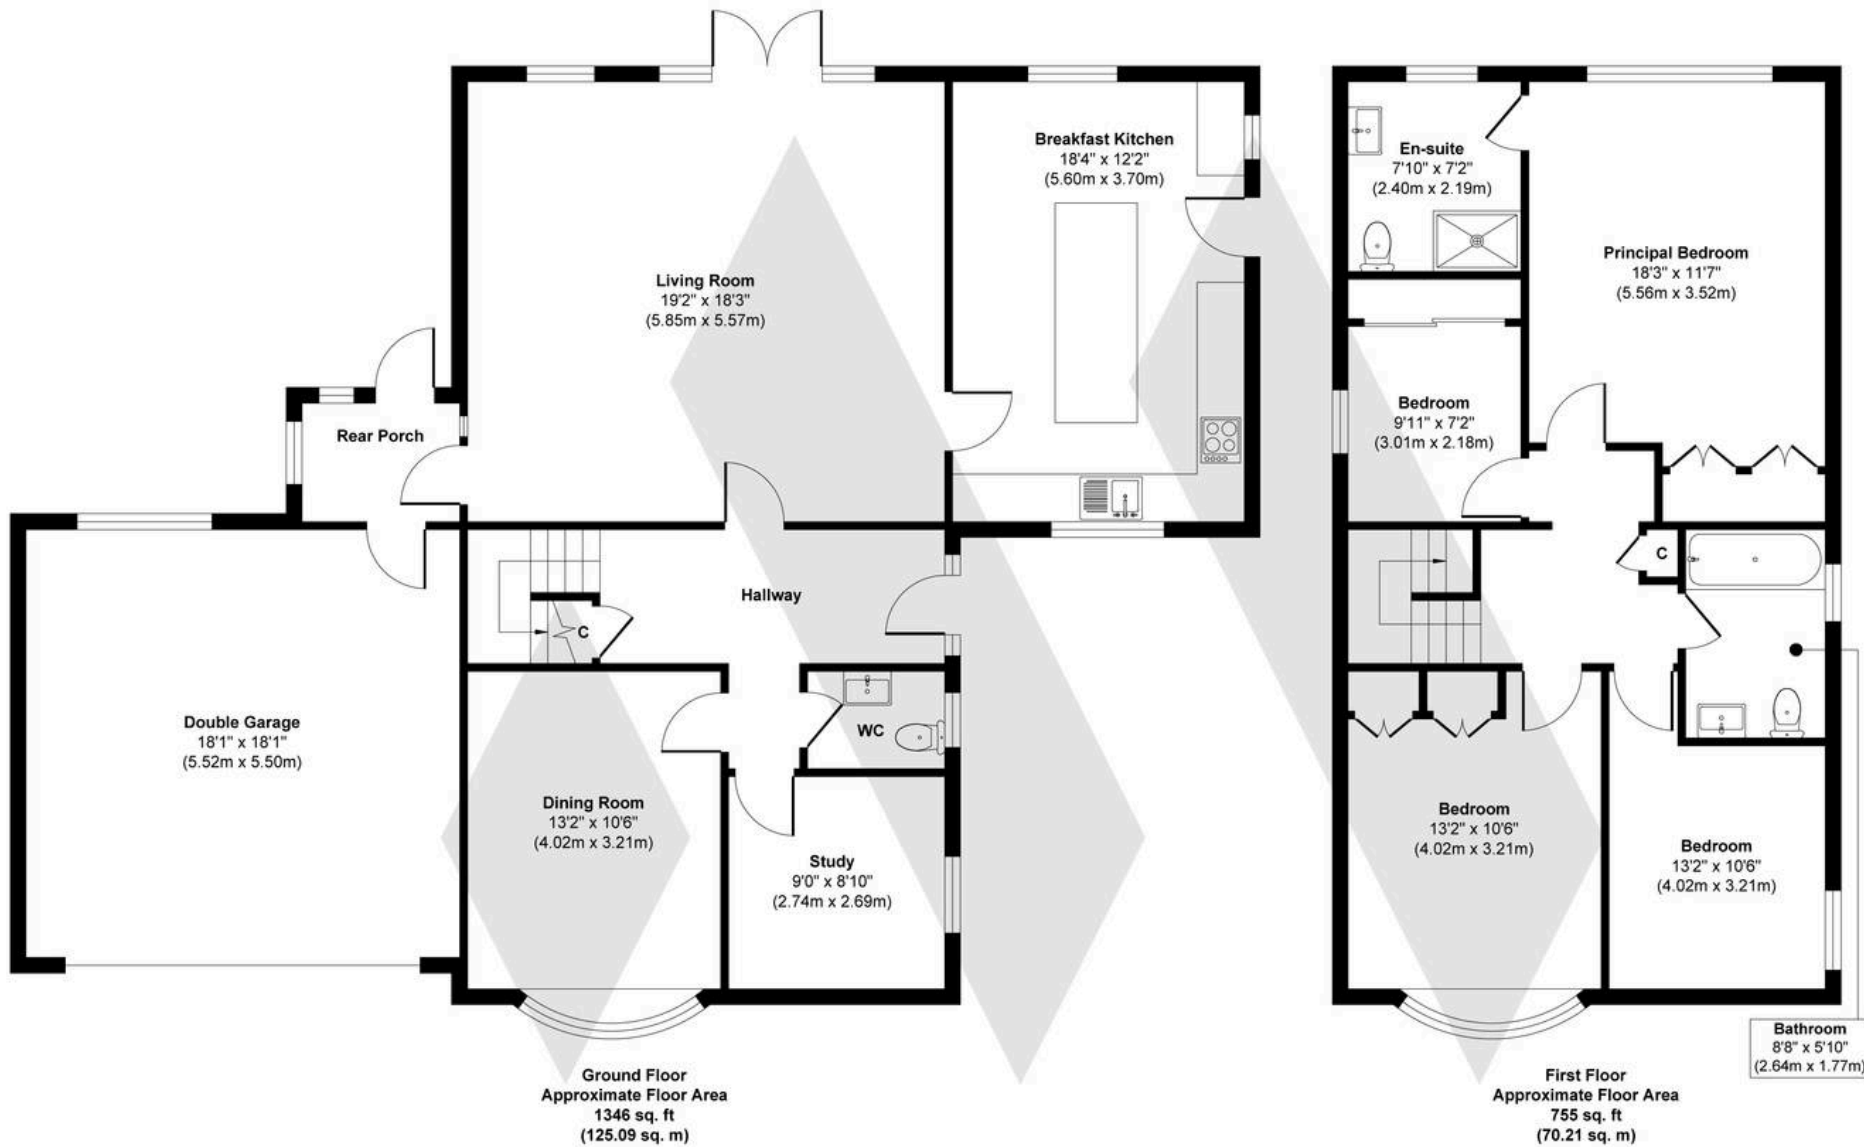 Breakfast Kitchen
18'4" x 12'2"
(5.60m x 3.70m)
Living Room
19'2" x 18'3"
(5.85m x 5.57m)
Rear Porch
Hallway
C
Double Garage
18'1" x 18'1"
(5.52m x 5.50m)
WC
Dining Room
13'2" x 10'6"
(4.02m x 3.21m)
Study
9'0" x 8'10"
(2.74m x 2.69m)
Ground Floor
Approximate Floor Area
1346 sq. ft
(125.09 sq. m)
En-suite
7'10" x 7'2"
(2.40m x 2.19m)
Principal Bedroom
18'3" x 11'7"
(5.56m x 3.52m)
Bedroom
9'11" x 7'2"
(3.01m x 2.18m)
C
Bedroom
13'2" x 10'6"
(4.02m x 3.21m)
Bedroom
13'2" x 10'6"
(4.02m x 3.21m)
Bathroom
8'8" x 5'10"
(2.64m x 1.77m)
First Floor
Approximate Floor Area
755 sq. ft
(70.21 sq. m)